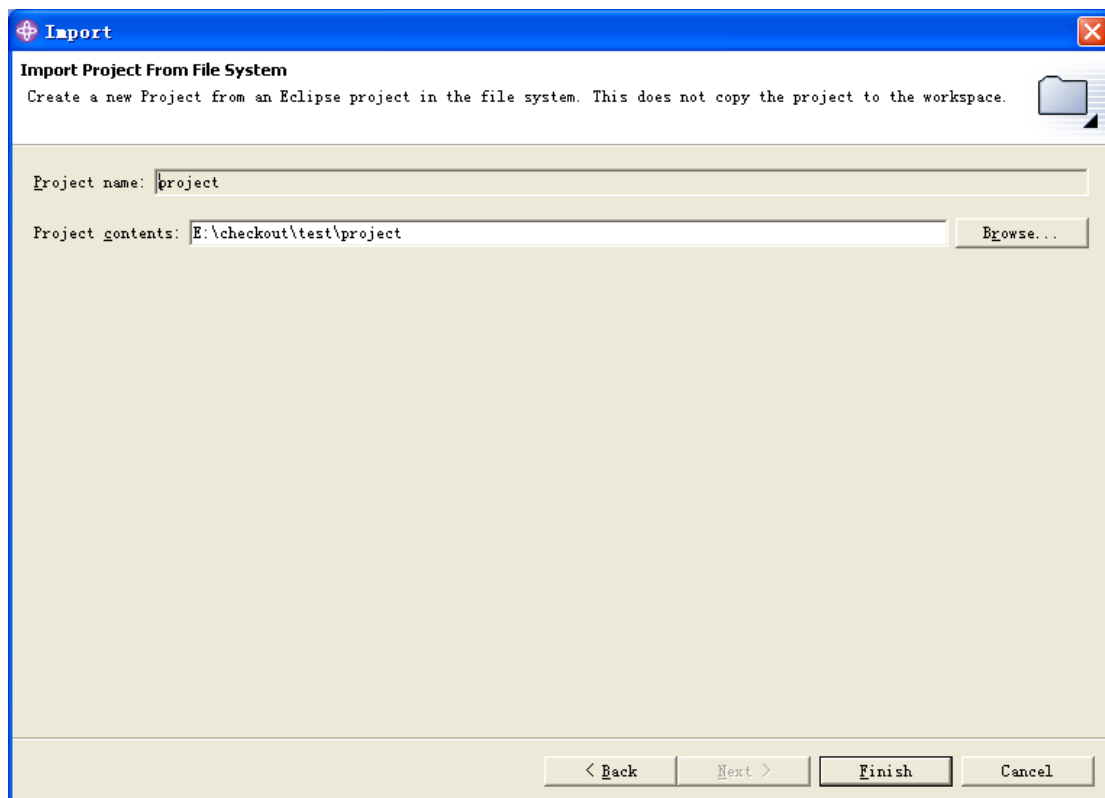 Import
Import Project From File System
Create a new Project from an Eclipse project in the file system. This does not copy the project to the workspace.
Project name: project
Project contents: E:\checkout\test\project Browse...
< Back Next > Finish Cancel